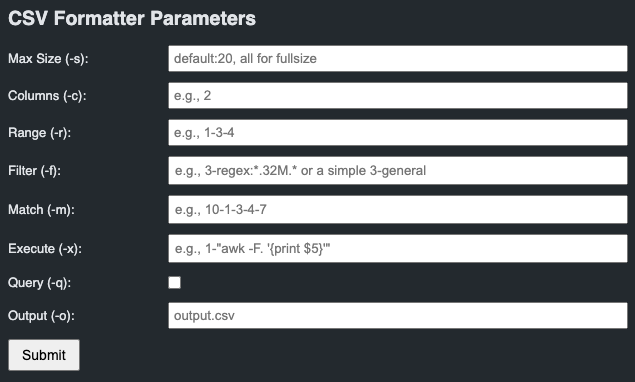 CSV Formatter Parameters
Max Size (-s): default:20, all for fullsize
Columns (-c): e.g., 2
Range (-r): e.g., 1-3-4
Filter (-f): e.g., 3-regex:*.32M.* or a simple 3-general
Match (-m): e.g., 10-1-3-4-7
Execute (-x): e.g., 1-"awk -F. '{print $5}'"
Query (-q):
Output (-o): output.csv
Submit